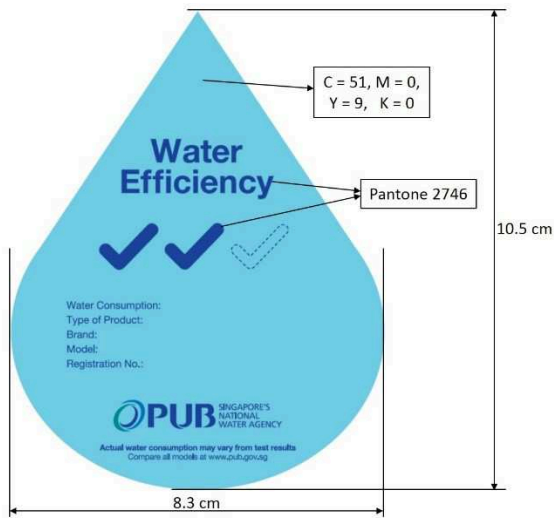 C = 51, M = 0,
Y = 9, K = 0
Water
Efficiency
Pantone 2746
10.5 cm
Water Consumption:
Type of Product:
Brand:
Model:
Registration No.:
PUB SINGAPORE'S
NATIONAL
WATER AGENCY
Actual water consumption may vary from test results
Compare all models at www.pub.gov.sg
8.3 cm